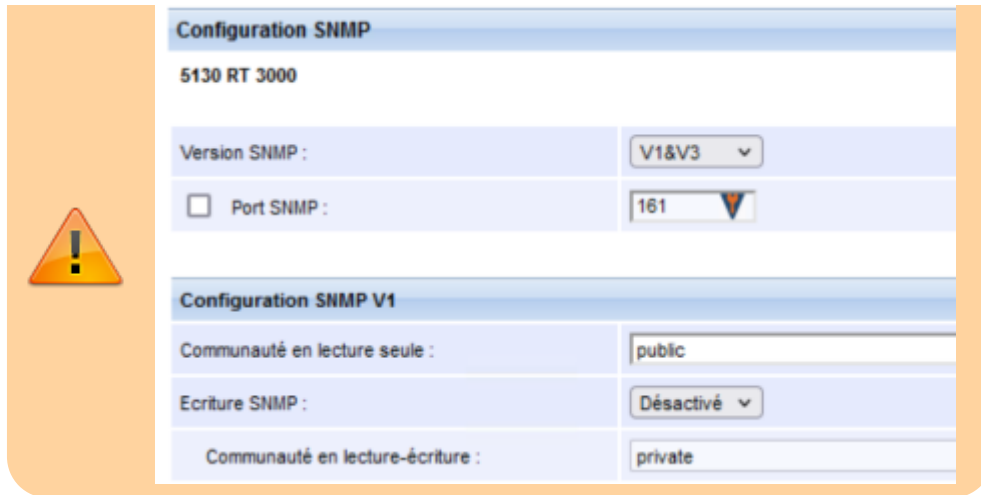 Configuration SNMP
5130 RT 3000
Version SNMP : V1&V3
Port SNMP : 161
Configuration SNMP V1
Communauté en lecture seule : public
Ecriture SNMP : Désactivé
Communauté en lecture-écriture : private